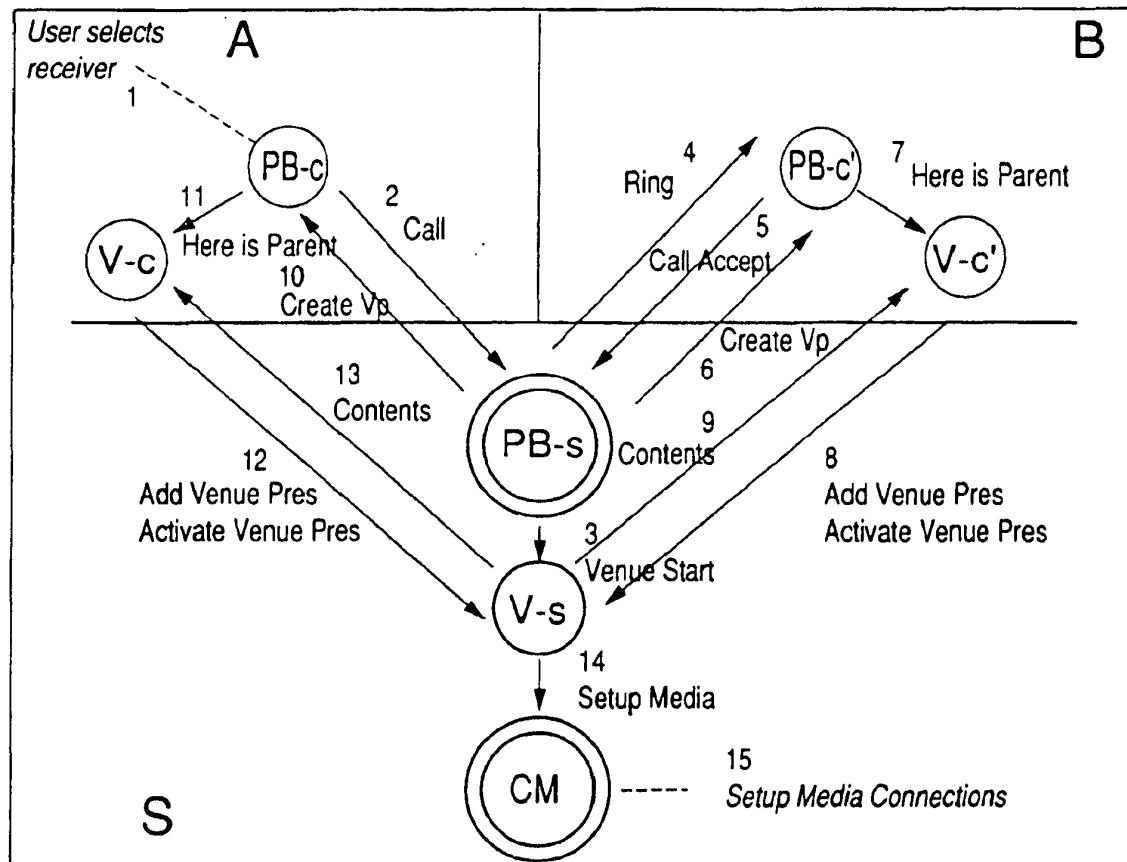 User selects
receiver
A
B
1
PB-c
4
Ring
PB-c'
7
Here is Parent
11
2
Call
5
V-c
Here is Parent
Call Accept
V-c'
10
Create Vp
Create Vp
6
13
Contents
PB-s
9
Contents
12
Add Venue Pres
Activate Venue Pres
8
Add Venue Pres
Activate Venue Pres
3
Venue Start
V-s
14
Setup Media
CM
15
Setup Media Connections
S